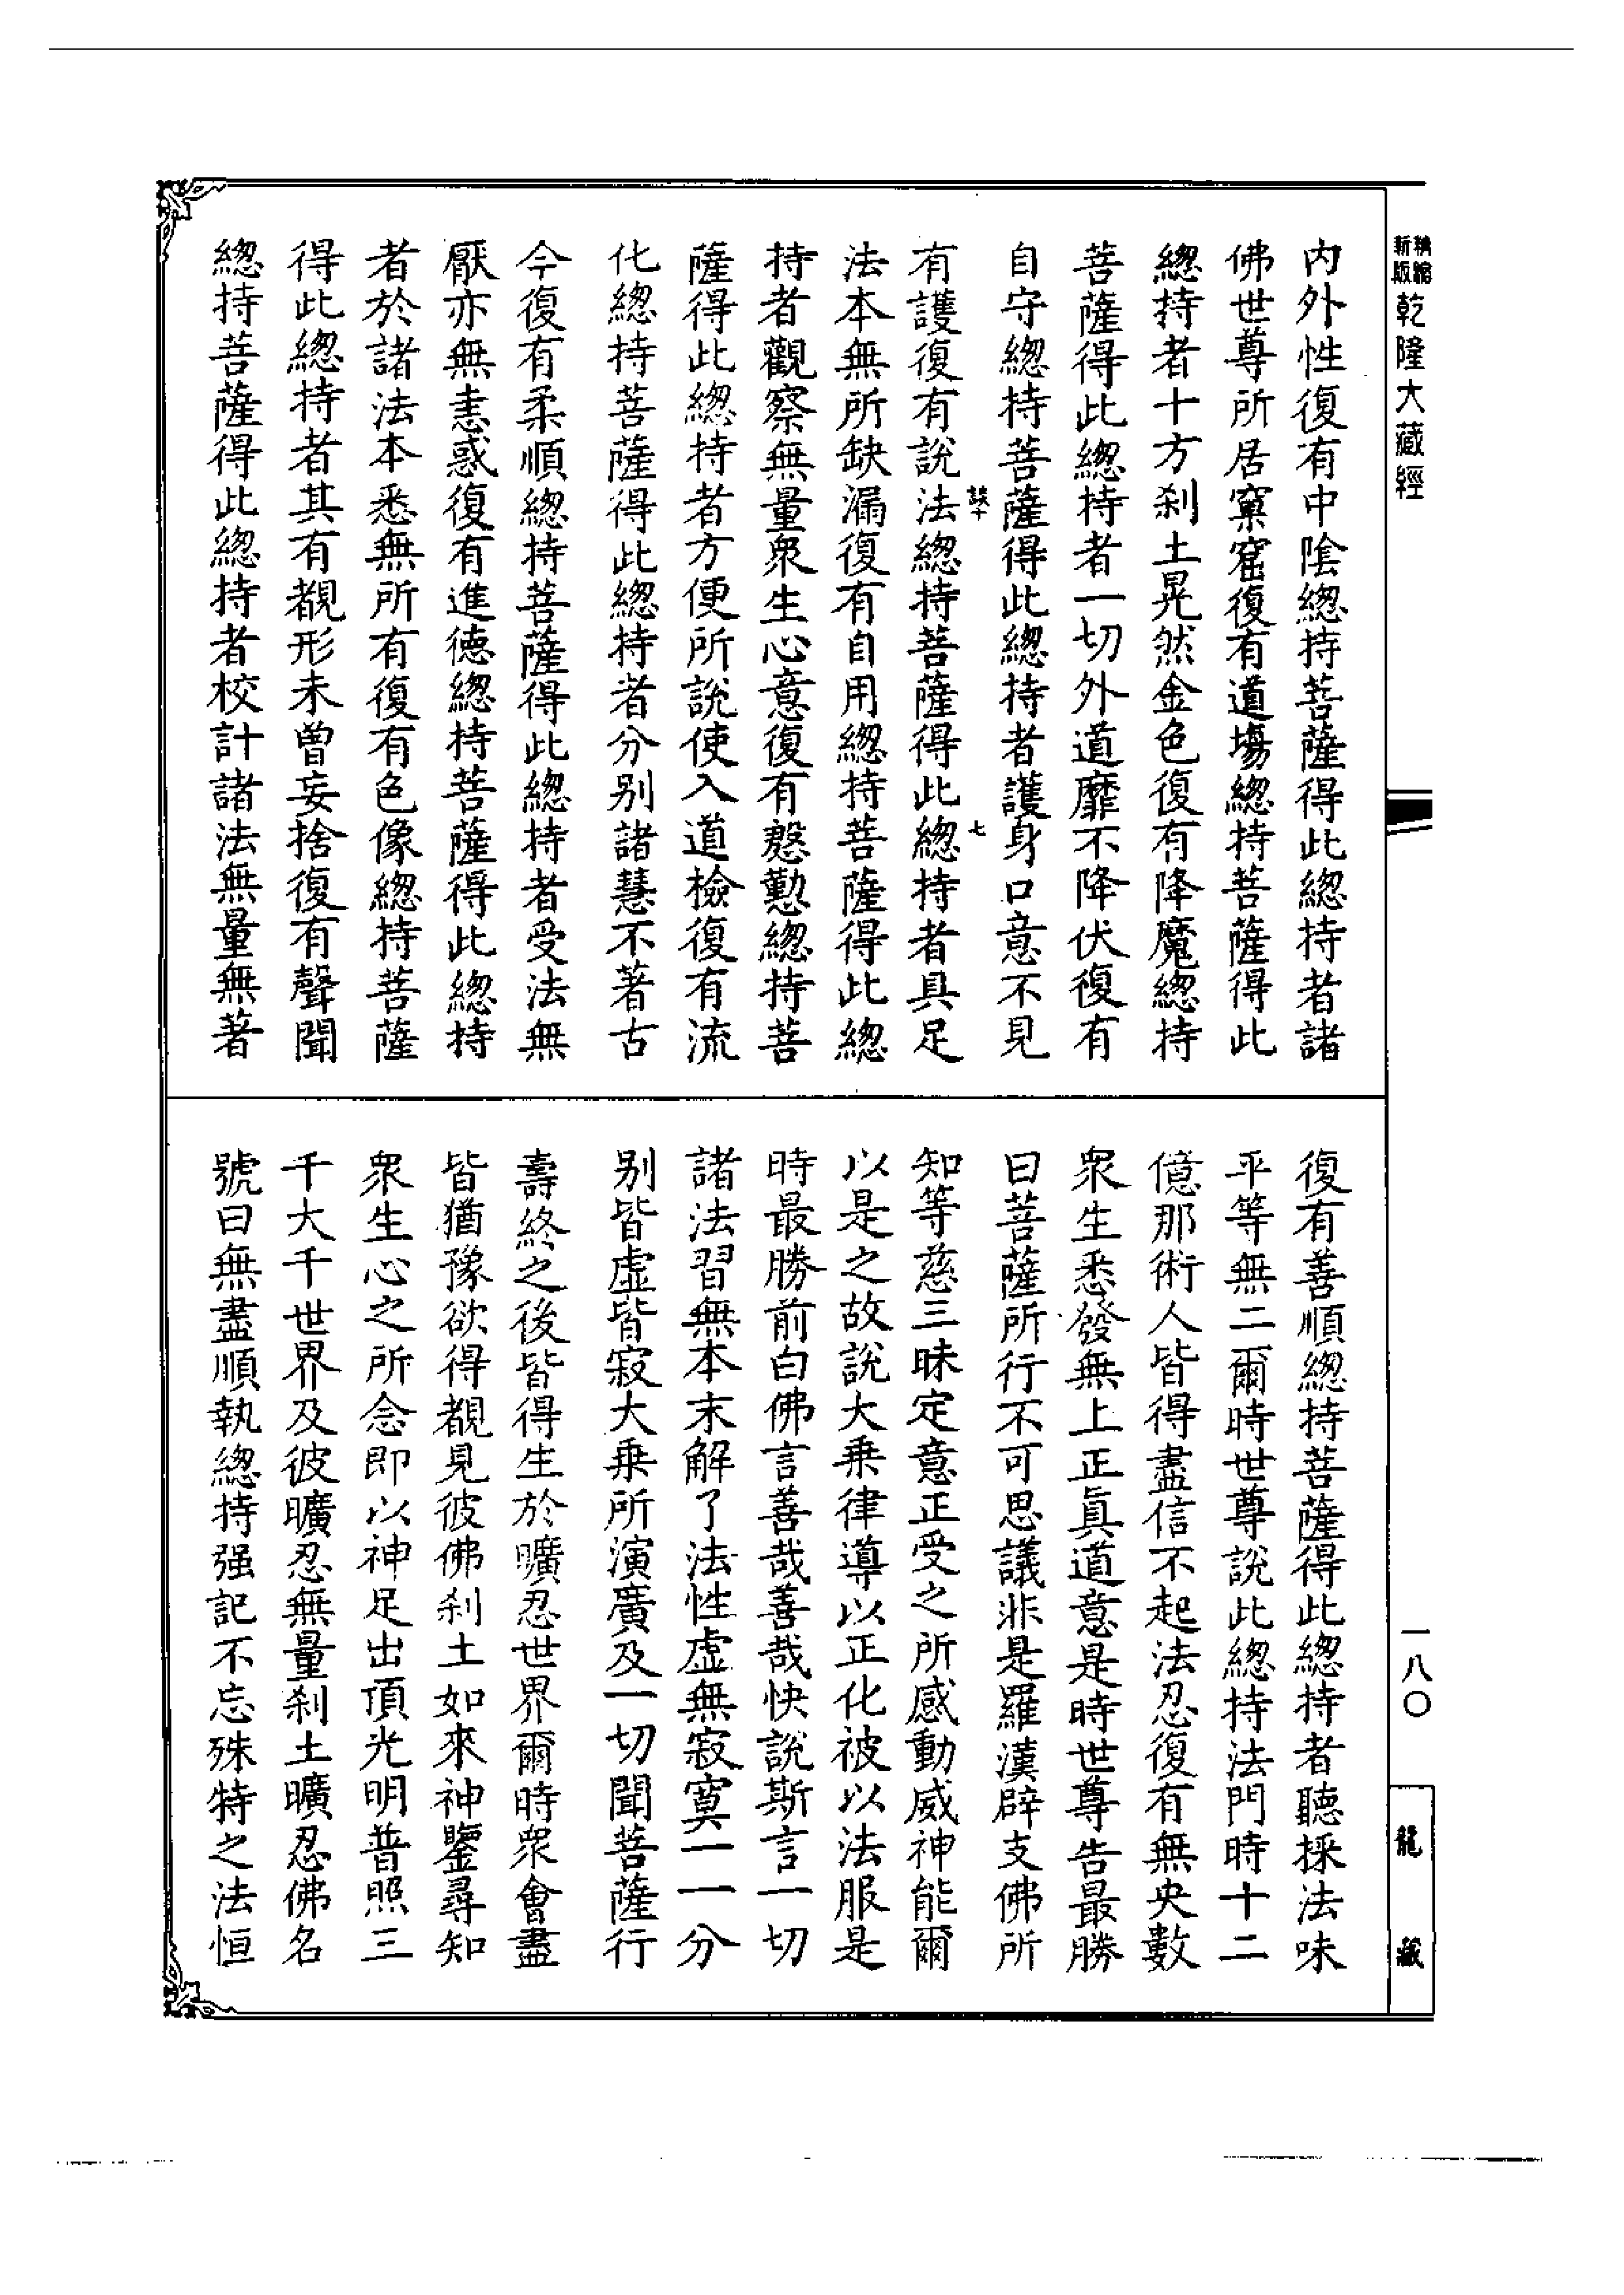 精縮新版
乾隆大藏經
內外性復有中陰總持菩薩得此總持者諸
佛世尊所居窠窟復有道場總持菩薩得此
總持者十方刹土晃然金色復有降魔總持
菩薩得此總持者一切外道靡不降伏復有
自守總持菩薩得此總持者護身口意不見
有護復有說法總持菩薩得此總持者具足
法本無所缺漏復有自用總持菩薩得此總
持者觀察無量衆生心意復有慇懃總持菩
薩得此總持者方便所說使入道檢復有流
化總持菩薩得此總持者分别諸慧不著古
今復有柔順總持菩薩得此總持者受法無
厭亦無恚惑復有進德總持菩薩得此總持
者於諸法本悉無所有復有色像總持菩薩
得此總持者其有覩形未曾妄捨復有聲聞
總持菩薩得此總持者校計諸法無量無著
七
復有善順總持菩薩得此總持者聽採法味
平等無二爾時世尊說此總持法門時十二
億那術人皆得盡信不起法忍復有無央數
衆生悉發無上正眞道意是時世尊告最勝
曰菩薩所行不可思議非是羅漢辟支佛所
知等慈三昧定意正受之所感動威神能爾
以是之故說大乗律導以正化被以法服是
時最勝前白佛言善哉善哉快說斯言一切
諸法習無本末解了法性虛無寂寞一一分
别皆虛皆寂大乗所演廣及一切聞菩薩行
壽終之後皆得生於曠忍世界爾時衆會盡
皆猶豫欲得覩見彼佛刹土如來神鑒尋知
衆生心之所念即以神足出頂光明普照三
千大千世界及彼曠忍無量刹土曠忍佛名
號曰無盡順執總持强記不忘殊特之法恒
一八〇
龍藏